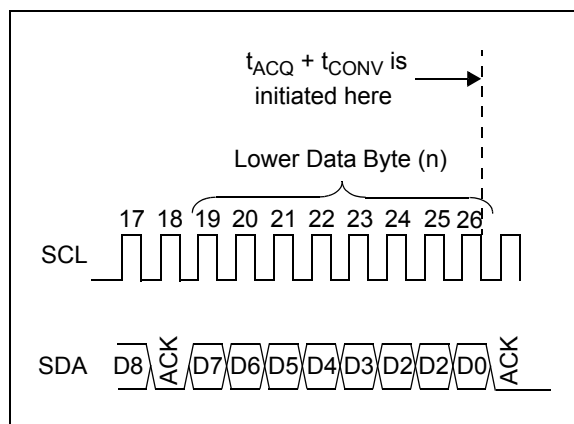 tACQ + tCONV is
initiated here
Lower Data Byte (n)
17 18 19 20 21 22 23 24 25 26
SCL
SDA D8 ACK D7 D6 D5 D4 D3 D2 D2 D0 ACK